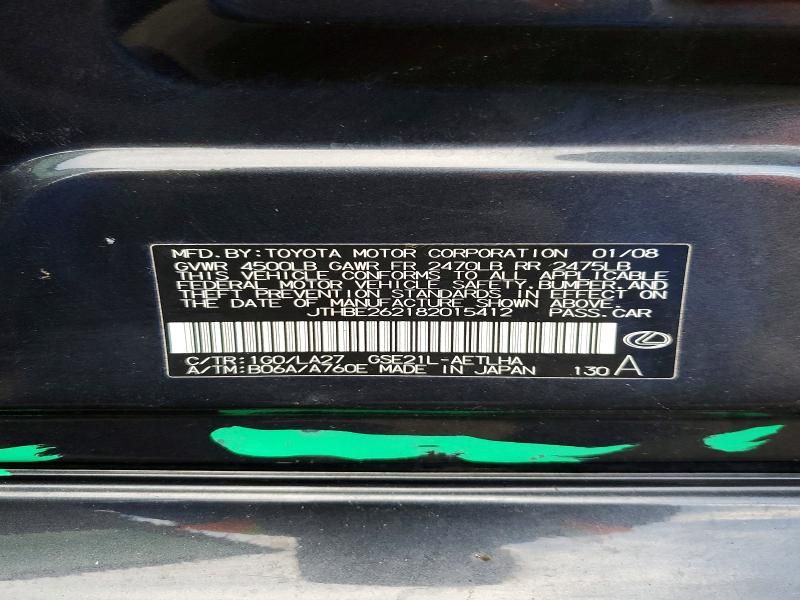 MFD. BY: TOYOTA MOTOR CORPORATION 01/08
GVWR 4500LB GAWR FR 2470LB RR 2475LB
THIS VEHICLE CONFORMS TO ALL APPLICABLE
FEDERAL MOTOR VEHICLE SAFETY, BUMPER, AND
THEFT PREVENTION STANDARDS IN EFFECT ON
THE DATE OF MANUFACTURE SHOWN ABOVE.
JTHBE262182015412 PASS. CAR
C/TR: 1G0/LA27 GSE21L-AETLHA
A/TM: B06A/A760E MADE IN JAPAN 130 A